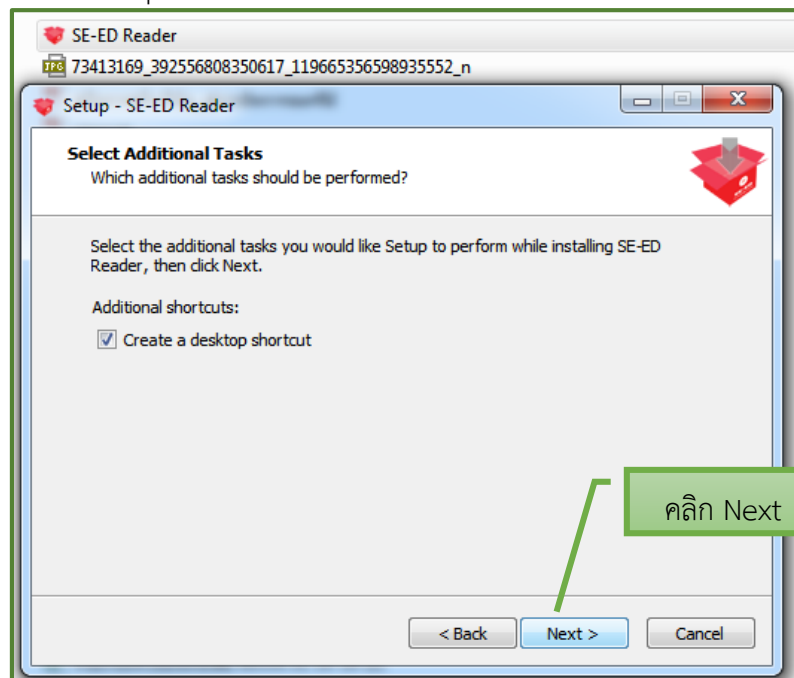 SE-ED Reader
73413169_392556808350617_119665356598935552_n
Setup - SE-ED Reader
Select Additional Tasks
Which additional tasks should be performed?
Select the additional tasks you would like Setup to perform while installing SE-ED
Reader, then click Next.
Additional shortcuts:
Create a desktop shortcut
คลิก Next
< Back
Next >
Cancel